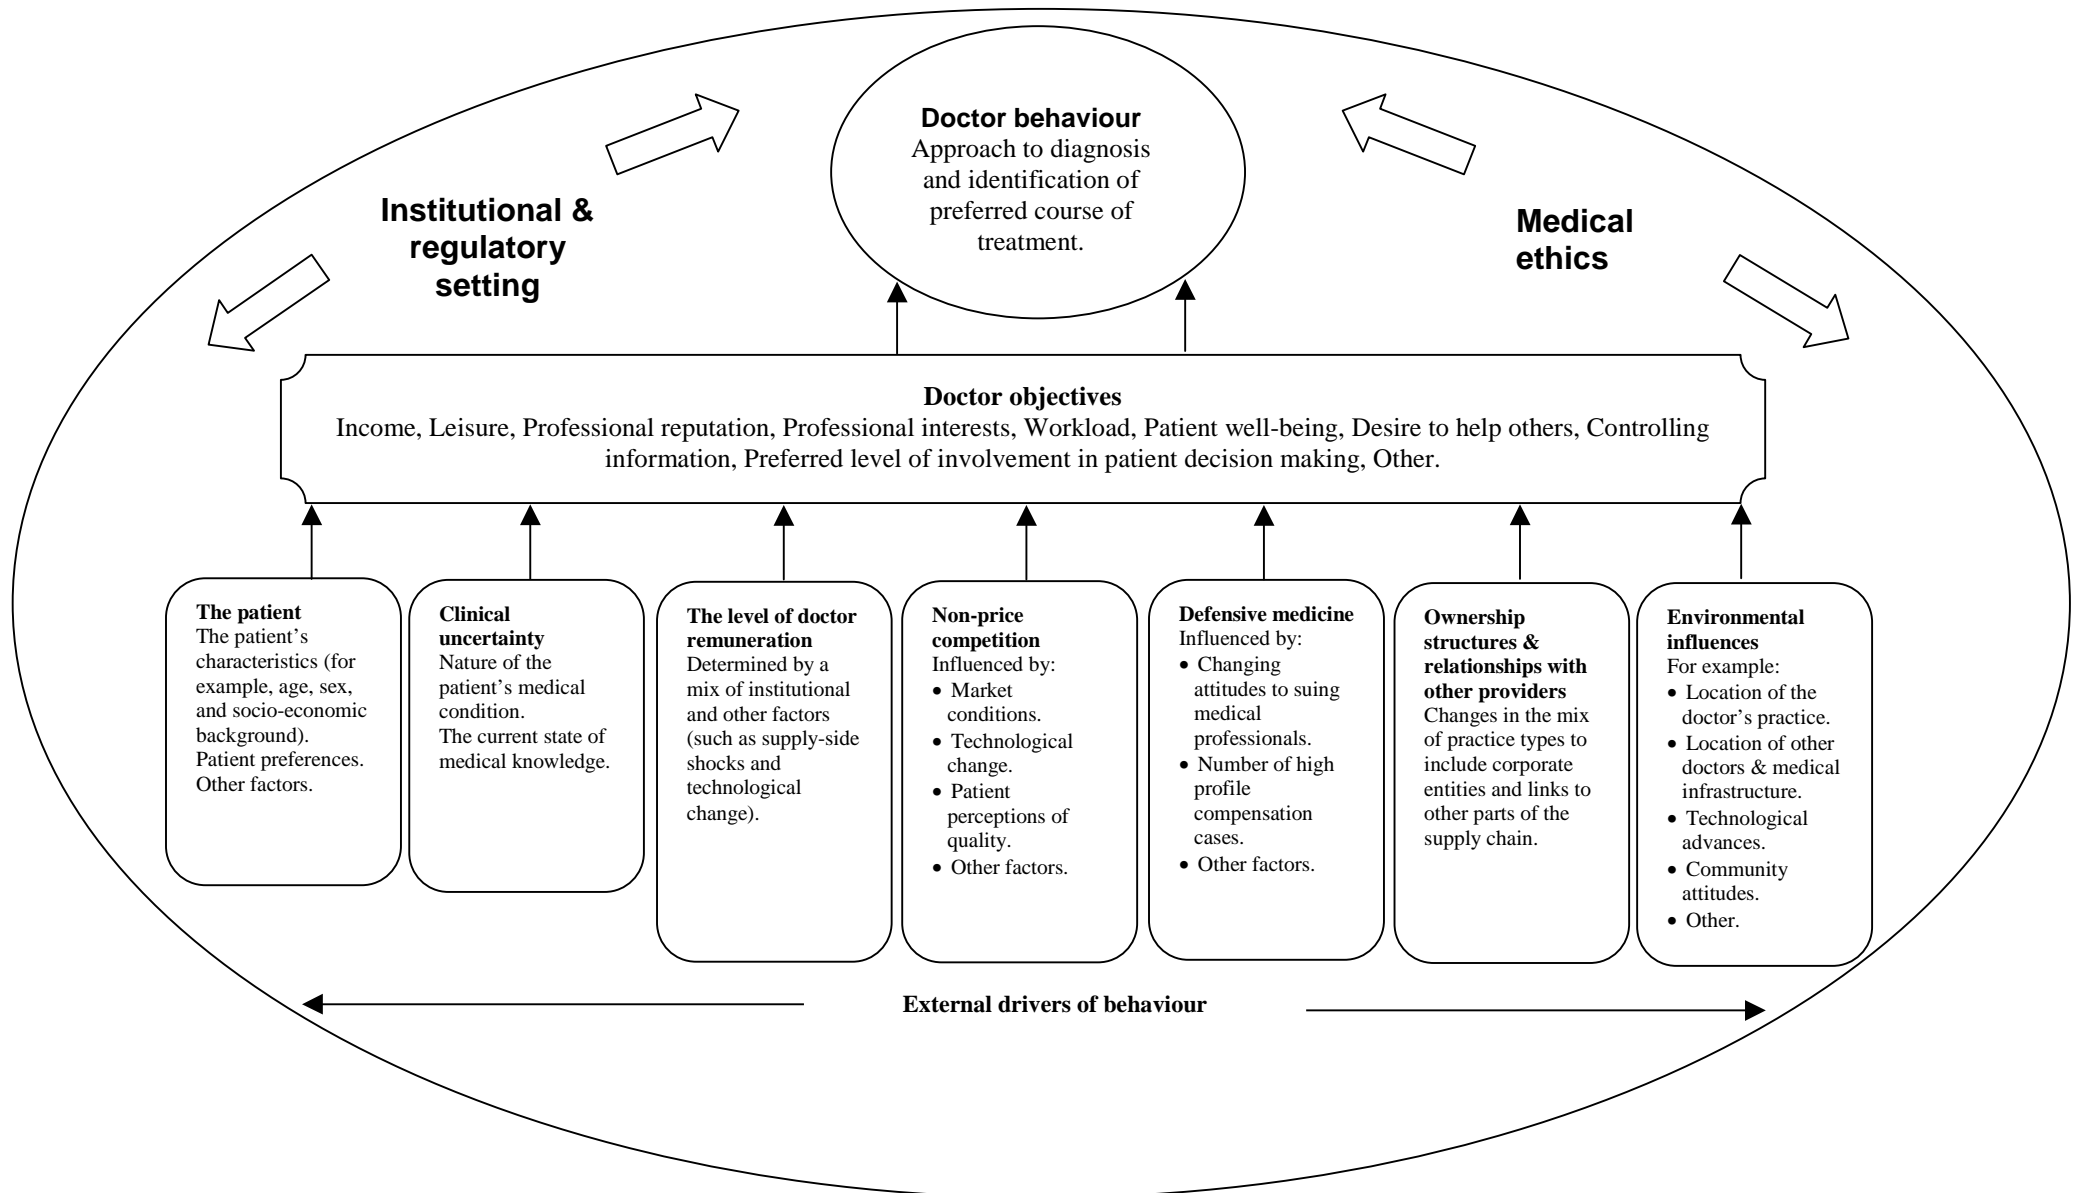 Doctor behaviour
Approach to diagnosis
and identification of
preferred course of
treatment.
Institutional &
regulatory
setting
Medical
ethics
Doctor objectives
Income, Leisure, Professional reputation, Professional interests, Workload, Patient well-being, Desire to help others, Controlling
information, Preferred level of involvement in patient decision making, Other.
The patient
The patient's
characteristics (for
example, age, sex,
and socio-economic
background).
Patient preferences.
Other factors.
Clinical
uncertainty
Nature of the
patient's medical
condition.
The current state of
medical knowledge.
The level of doctor
remuneration
Determined by a
mix of institutional
and other factors
(such as supply-side
shocks and
technological
change).
Non-price
competition
Influenced by:
• Market
conditions.
• Technological
change.
• Patient
perceptions of
quality.
• Other factors.
Defensive medicine
Influenced by:
• Changing
attitudes to suing
medical
professionals.
• Number of high
profile
compensation
cases.
• Other factors.
Ownership
structures &
relationships with
other providers
Changes in the mix
of practice types to
include corporate
entities and links to
other parts of the
supply chain.
Environmental
influences
For example:
• Location of the
doctor's practice.
• Location of other
doctors & medical
infrastructure.
• Technological
advances.
• Community
attitudes.
• Other.
External drivers of behaviour